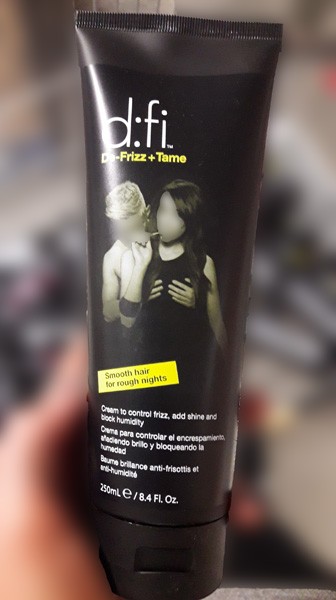 d:fi™
De-Frizz + Tame
Smooth hair
for rough nights
Cream to control frizz, add shine and
block humidity
Crema para controlar el encrespamiento,
añadiendo brillo y bloqueando la
humedad
Baume brillance anti-frisottis et
anti-humidité
250mL ℮ / 8.4 Fl. Oz.